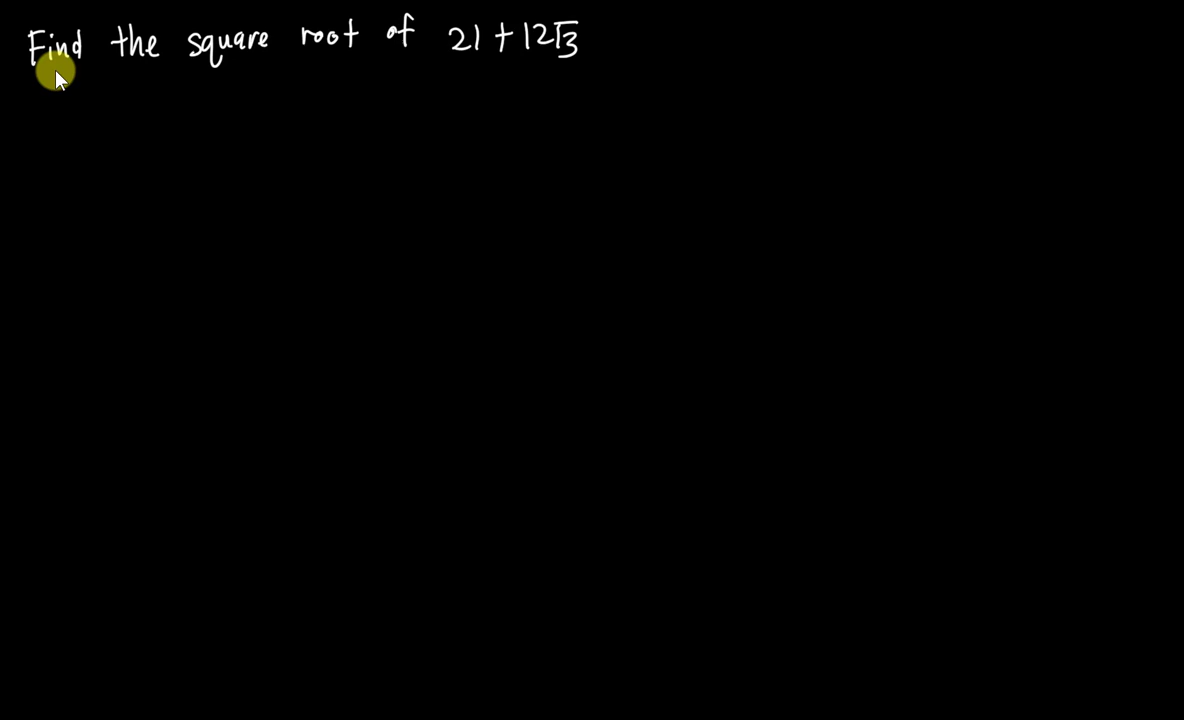 Find the square root of 21 + 12√3